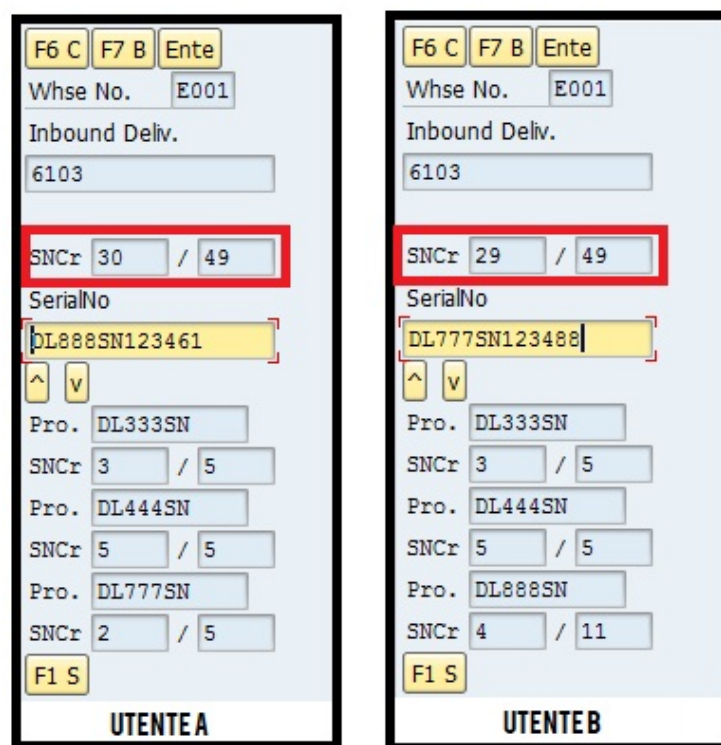 F6 C F7 B Ente
Whse No. E001
Inbound Deliv.
6103
SNCr 30 / 49
SerialNo
DL888SN123461
^ v
Pro. DL333SN
SNCr 3 / 5
Pro. DL444SN
SNCr 5 / 5
Pro. DL777SN
SNCr 2 / 5
F1 S
UTENTE A
F6 C F7 B Ente
Whse No. E001
Inbound Deliv.
6103
SNCr 29 / 49
SerialNo
DL777SN123488
^ v
Pro. DL333SN
SNCr 3 / 5
Pro. DL444SN
SNCr 5 / 5
Pro. DL888SN
SNCr 4 / 11
F1 S
UTENTE B